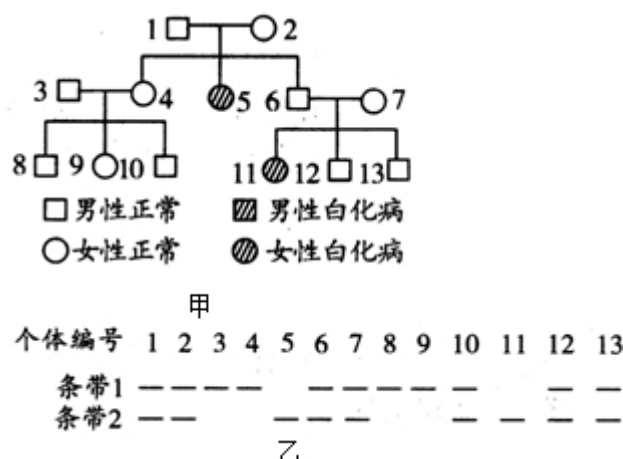 1 2
3 4 5 6 7
8 9 10 11 12 13
男性正常 男性白化病
女性正常 女性白化病
甲
个体编号 1 2 3 4 5 6 7 8 9 10 11 12 13
条带1
条带2
乙